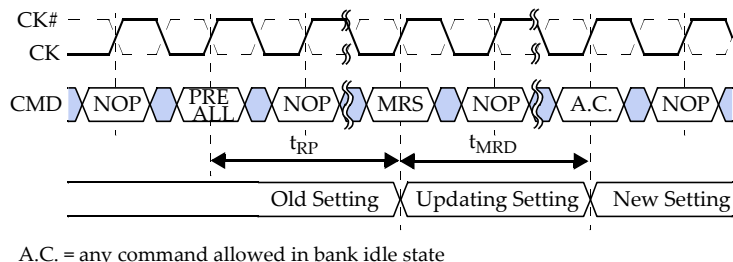 CK#
CK
CMD NOP PRE ALL NOP MRS NOP A.C. NOP
tRP tMRD
Old Setting Updating Setting New Setting
A.C. = any command allowed in bank idle state